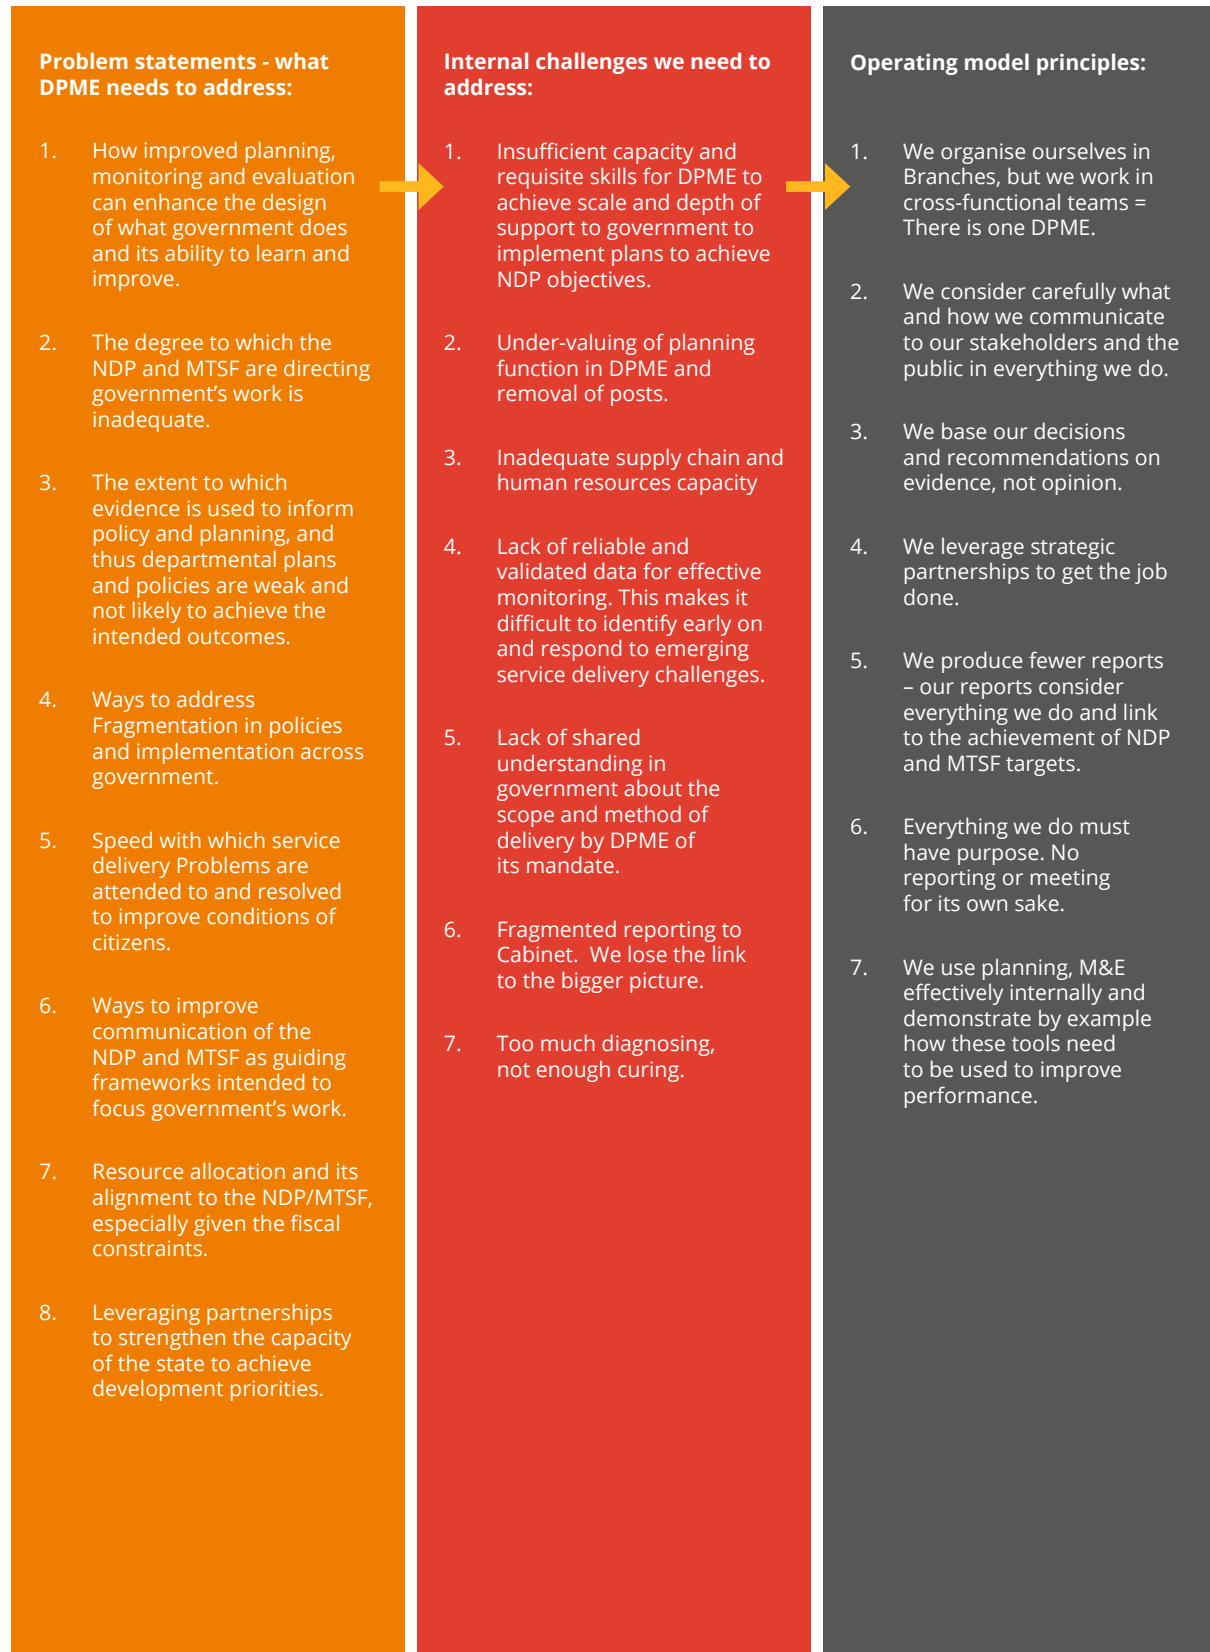 Problem statements - what
DPME needs to address:
1. How improved planning,
monitoring and evaluation
can enhance the design
of what government does
and its ability to learn and
improve.
2. The degree to which the
NDP and MTSF are directing
government’s work is
inadequate.
3. The extent to which
evidence is used to inform
policy and planning, and
thus departmental plans
and policies are weak and
not likely to achieve the
intended outcomes.
4. Ways to address
Fragmentation in policies
and implementation across
government.
5. Speed with which service
delivery Problems are
attended to and resolved
to improve conditions of
citizens.
6. Ways to improve
communication of the
NDP and MTSF as guiding
frameworks intended to
focus government’s work.
7. Resource allocation and its
alignment to the NDP/MTSF,
especially given the fiscal
constraints.
8. Leveraging partnerships
to strengthen the capacity
of the state to achieve
development priorities.
Internal challenges we need to
address:
1. Insufficient capacity and
requisite skills for DPME to
achieve scale and depth of
support to government to
implement plans to achieve
NDP objectives.
2. Under-valuing of planning
function in DPME and
removal of posts.
3. Inadequate supply chain and
human resources capacity
4. Lack of reliable and
validated data for effective
monitoring. This makes it
difficult to identify early on
and respond to emerging
service delivery challenges.
5. Lack of shared
understanding in
government about the
scope and method of
delivery by DPME of
its mandate.
6. Fragmented reporting to
Cabinet.  We lose the link
to the bigger picture.
7. Too much diagnosing,
not enough curing.
Operating model principles:
1. We organise ourselves in
Branches, but we work in
cross-functional teams =
There is one DPME.
2. We consider carefully what
and how we communicate
to our stakeholders and the
public in everything we do.
3. We base our decisions
and recommendations on
evidence, not opinion.
4. We leverage strategic
partnerships to get the job
done.
5. We produce fewer reports
– our reports consider
everything we do and link
to the achievement of NDP
and MTSF targets.
6. Everything we do must
have purpose. No
reporting or meeting
for its own sake.
7. We use planning, M&E
effectively internally and
demonstrate by example
how these tools need
to be used to improve
performance.